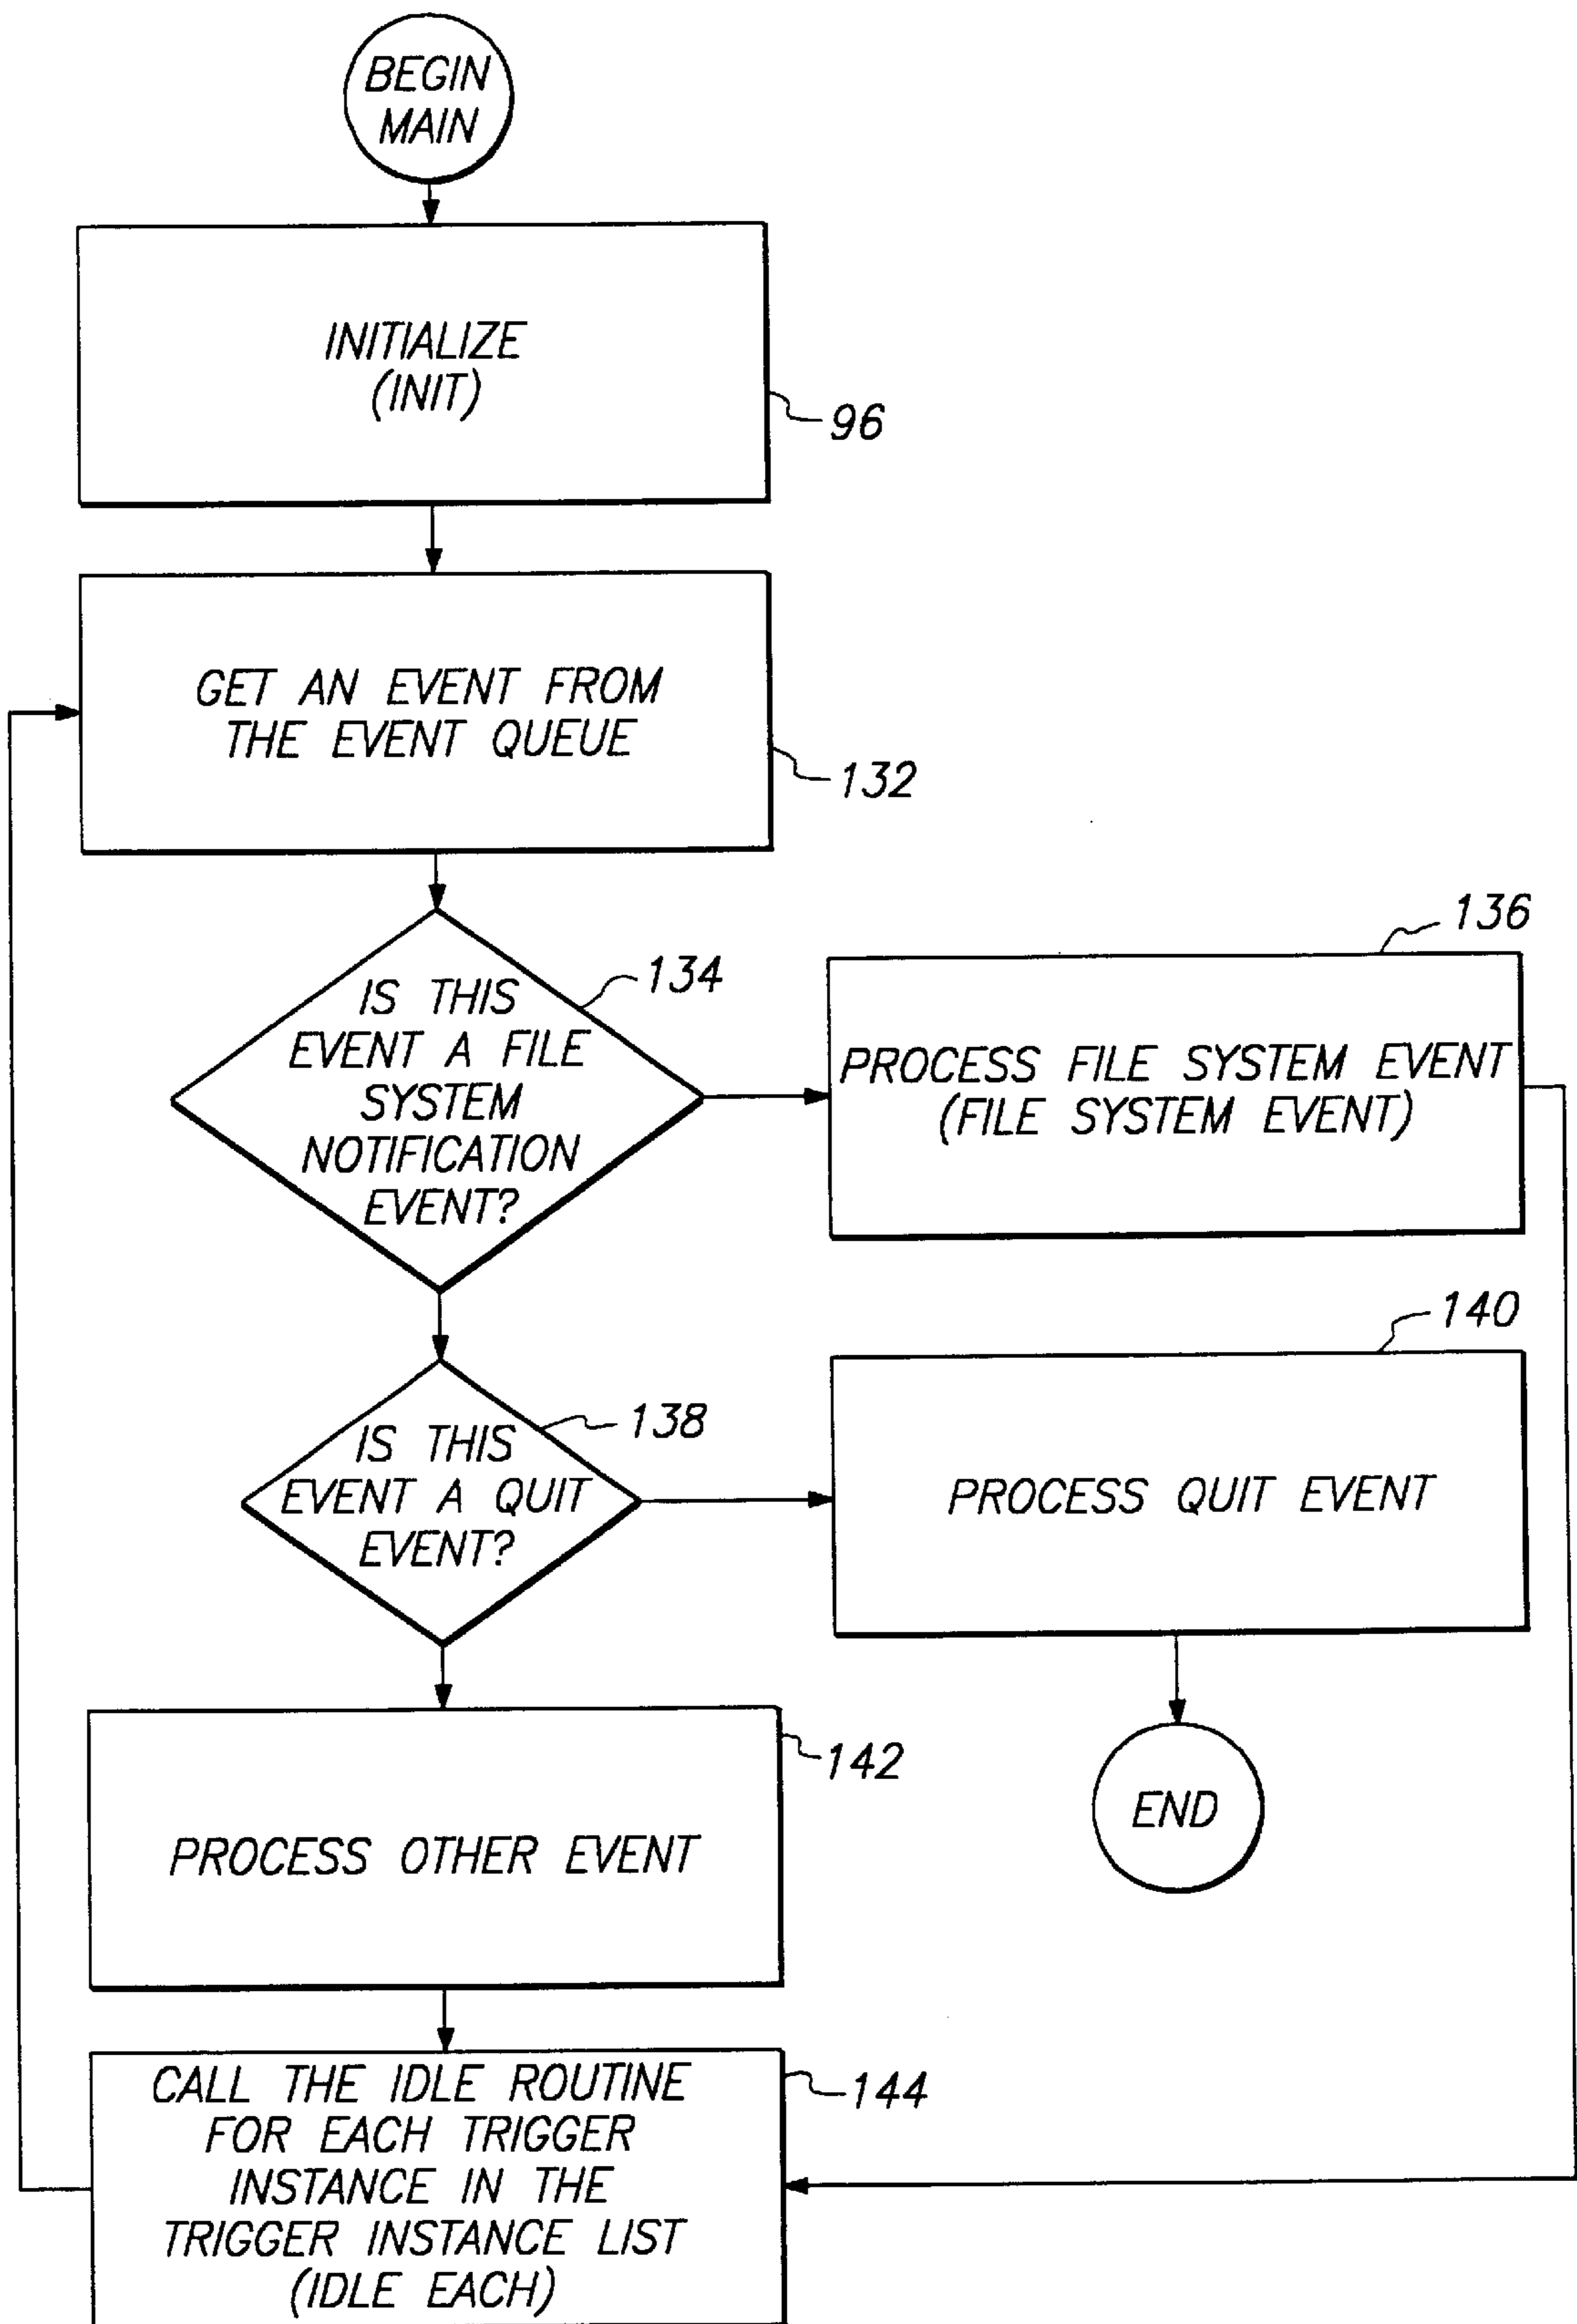 BEGIN
MAIN
INITIALIZE
(INIT)
96
GET AN EVENT FROM
THE EVENT QUEUE
132
IS THIS
EVENT A FILE
SYSTEM
NOTIFICATION
EVENT?
134
136
PROCESS FILE SYSTEM EVENT
(FILE SYSTEM EVENT)
IS THIS
EVENT A QUIT
EVENT?
138
140
PROCESS QUIT EVENT
END
142
PROCESS OTHER EVENT
CALL THE IDLE ROUTINE
FOR EACH TRIGGER
INSTANCE IN THE
TRIGGER INSTANCE LIST
(IDLE EACH)
144